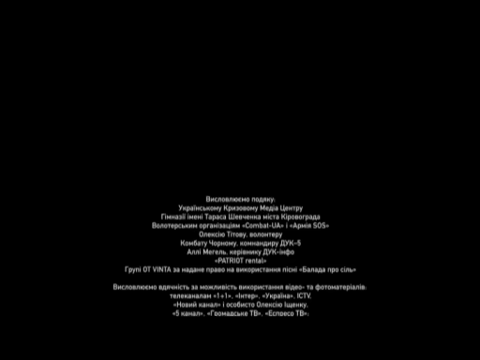 Висловлюємо подяку:
Українському Кризовому Медіа Центру
Гімназії імені Тараса Шевченка міста Кіровограда
Волотерським організаціям «Combat-UA» і «Армія SOS»
Олексію Тітову, волонтеру
Комбату Чорному, командиру ДУК-5
Аллі Мегель, керівнику ДУК-інфо
«PATRIOT rental»
Групі OT VINTA за надане право на використання пісні «Балада про сіль»
Висловлюємо вдячність за можливість використання відео- та фотоматеріалів:
телеканалам «1+1», «Інтер», «Україна», ICTV,
«Новий канал» і особисто Олексію Іщенку,
«5 канал», «Громадське ТВ», «Еспресо ТВ»: